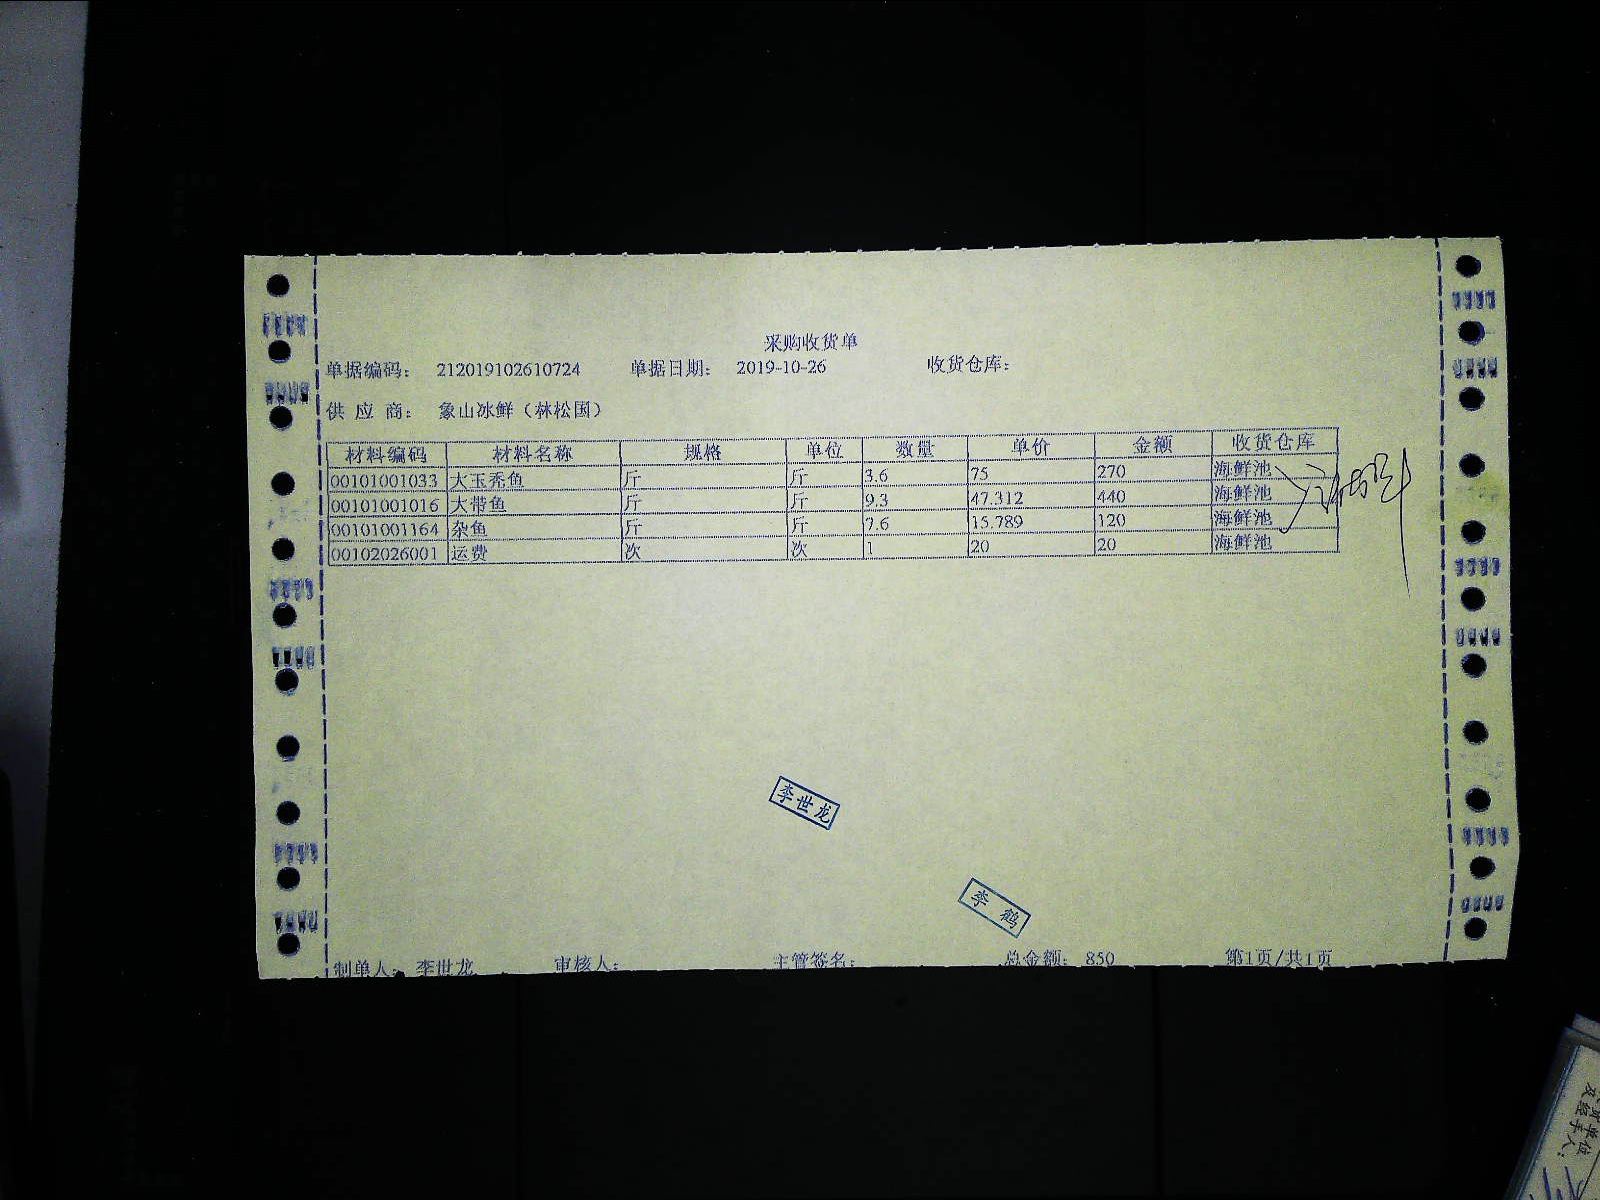 采购收货单
单据编码： 212019102610724 单据日期： 2019-10-26 收货仓库：
供 应 商： 象山冰鲜（林松国）
材料编码 材料名称 规格 单位 数量 单价 金额 收货仓库
00101001033 大玉秃鱼 斤 斤 3.6 75 270 海鲜池
00101001016 大带鱼 斤 斤 9.3 47.312 440 海鲜池
00101001164 杂鱼 斤 斤 7.6 15.789 120 海鲜池
00102026001 运费 次 次 1 20 20 海鲜池
李世龙
李鹤
制单人： 李世龙 审核人： 主管签名： 总金额： 850 第1页/共1页
单位
及经手人：